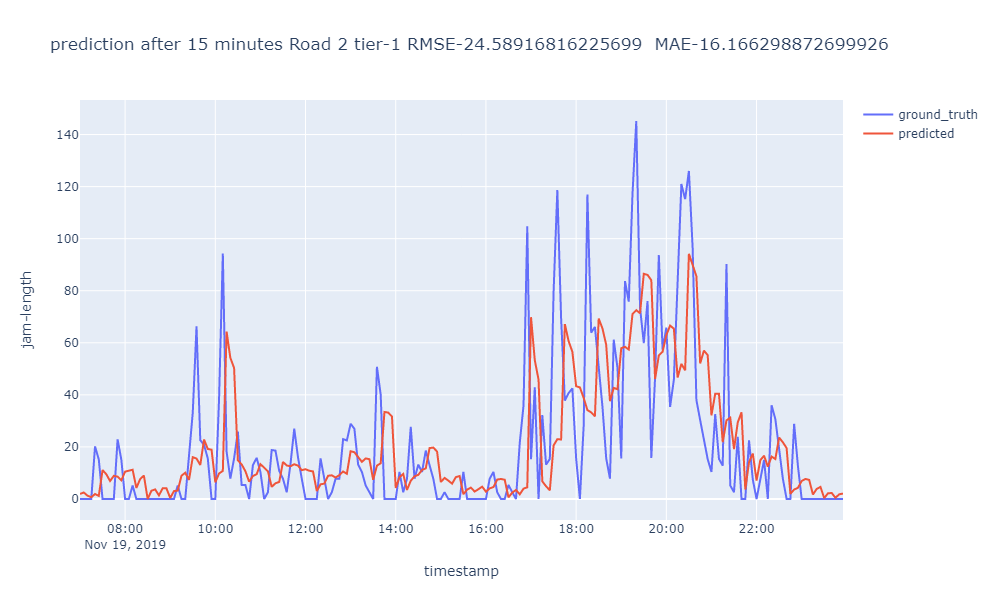 prediction after 15 minutes Road 2 tier-1 RMSE-24.58916816225699  MAE-16.166298872699926
ground_truth
predicted
140
120
100
80
60
40
20
0
jam-length
08:00 10:00 12:00 14:00 16:00 18:00 20:00 22:00
Nov 19, 2019
timestamp